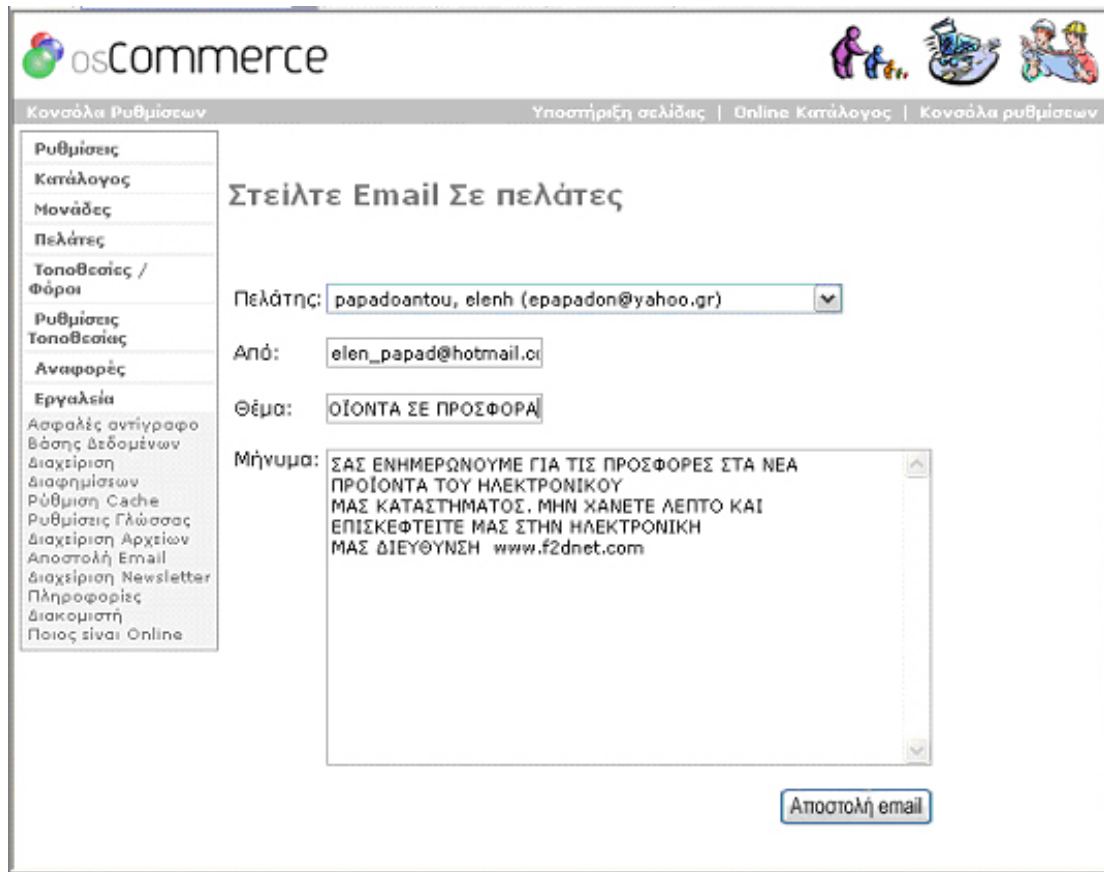 osCommerce
Κονσόλα Ρυθμίσεων
Υποστήριξη σελίδας | Online Κατάλογος | Κονσόλα ρυθμίσεων
Ρυθμίσεις
Κατάλογος
Μονάδες
Πελάτες
Τοποθεσίες /
Φόροι
Ρυθμίσεις
Τοποθεσίας
Αναφορές
Εργαλεία
Ασφαλές αντίγραφο
Βάσης Δεδομένων
Διαχείριση
Διαφημίσεων
Ρύθμιση Cache
Ρυθμίσεις Γλώσσας
Διαχείριση Αρχείων
Αποστολή Email
Διαχείριση Newsletter
Πληροφορίες
Διακομιστή
Ποιος είναι Online
Στείλτε Email Σε πελάτες
Πελάτης: papadoantou, elenh (epapadon@yahoo.gr)
Από: elen_papad@hotmail.co
Θέμα: ΟΪΟΝΤΑ ΣΕ ΠΡΟΣΦΟΡΑ
Μήνυμα: ΣΑΣ ΕΝΗΜΕΡΩΝΟΥΜΕ ΓΙΑ ΤΙΣ ΠΡΟΣΦΟΡΕΣ ΣΤΑ ΝΕΑ
ΠΡΟΪΟΝΤΑ ΤΟΥ ΗΛΕΚΤΡΟΝΙΚΟΥ
ΜΑΣ ΚΑΤΑΣΤΗΜΑΤΟΣ. ΜΗΝ ΧΑΝΕΤΕ ΛΕΠΤΟ ΚΑΙ
ΕΠΙΣΚΕΦΤΕΙΤΕ ΜΑΣ ΣΤΗΝ ΗΛΕΚΤΡΟΝΙΚΗ
ΜΑΣ ΔΙΕΥΘΥΝΣΗ www.f2dnet.com
Αποστολή email